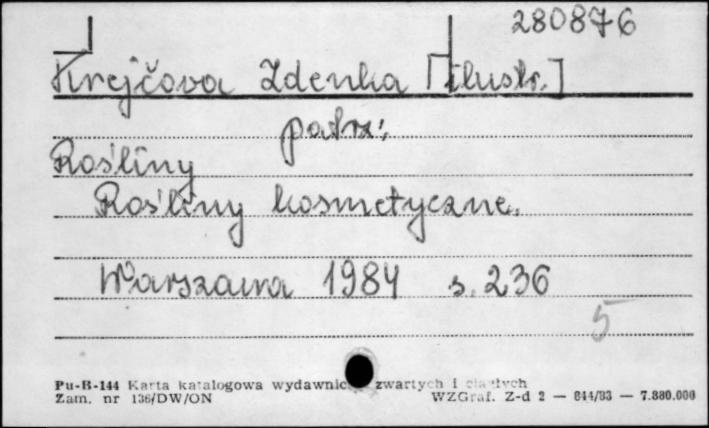 280876
Krejčova Zdenka [ilustr.]
patrz:
Rośliny
Rośliny kosmetyczne.
Warszawa 1984 s. 236
5
Pu-B-144 Karta katalogowa wydawnic zwartych i ciągłych
Zam. nr 136/DW/ON WZGraf. Z-d 2 — 844/83 — 7.880.000